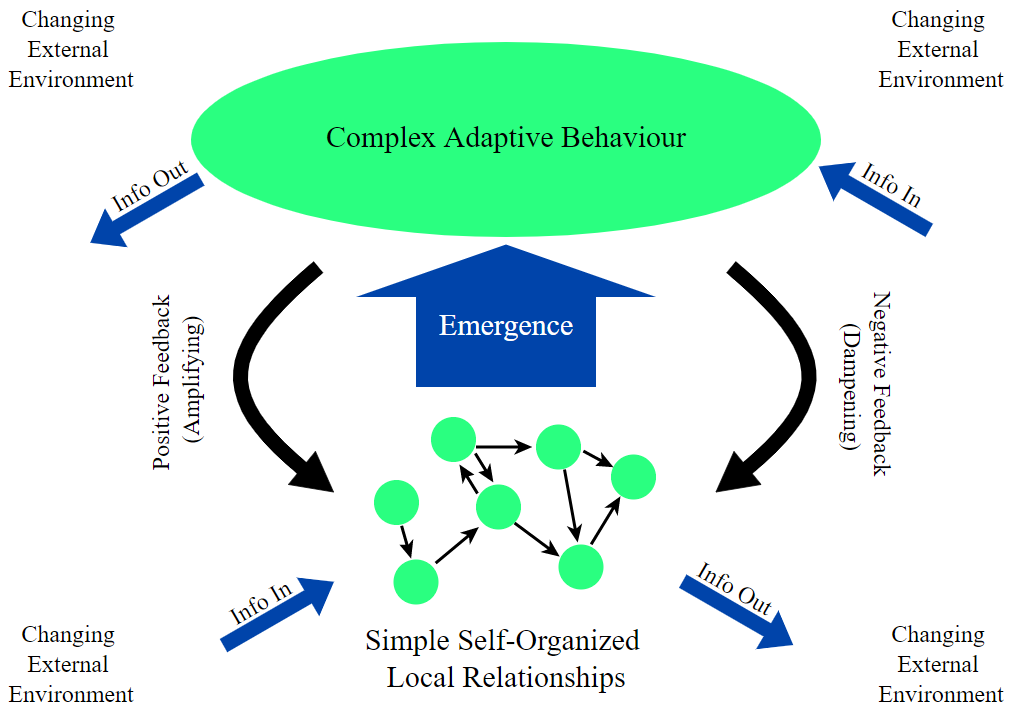 Changing
External
Environment
Changing
External
Environment
Complex Adaptive Behaviour
Info Out
Info In
Positive Feedback
(Amplifying)
Emergence
Negative Feedback
(Dampening)
Info In
Info Out
Simple Self-Organized
Local Relationships
Changing
External
Environment
Changing
External
Environment